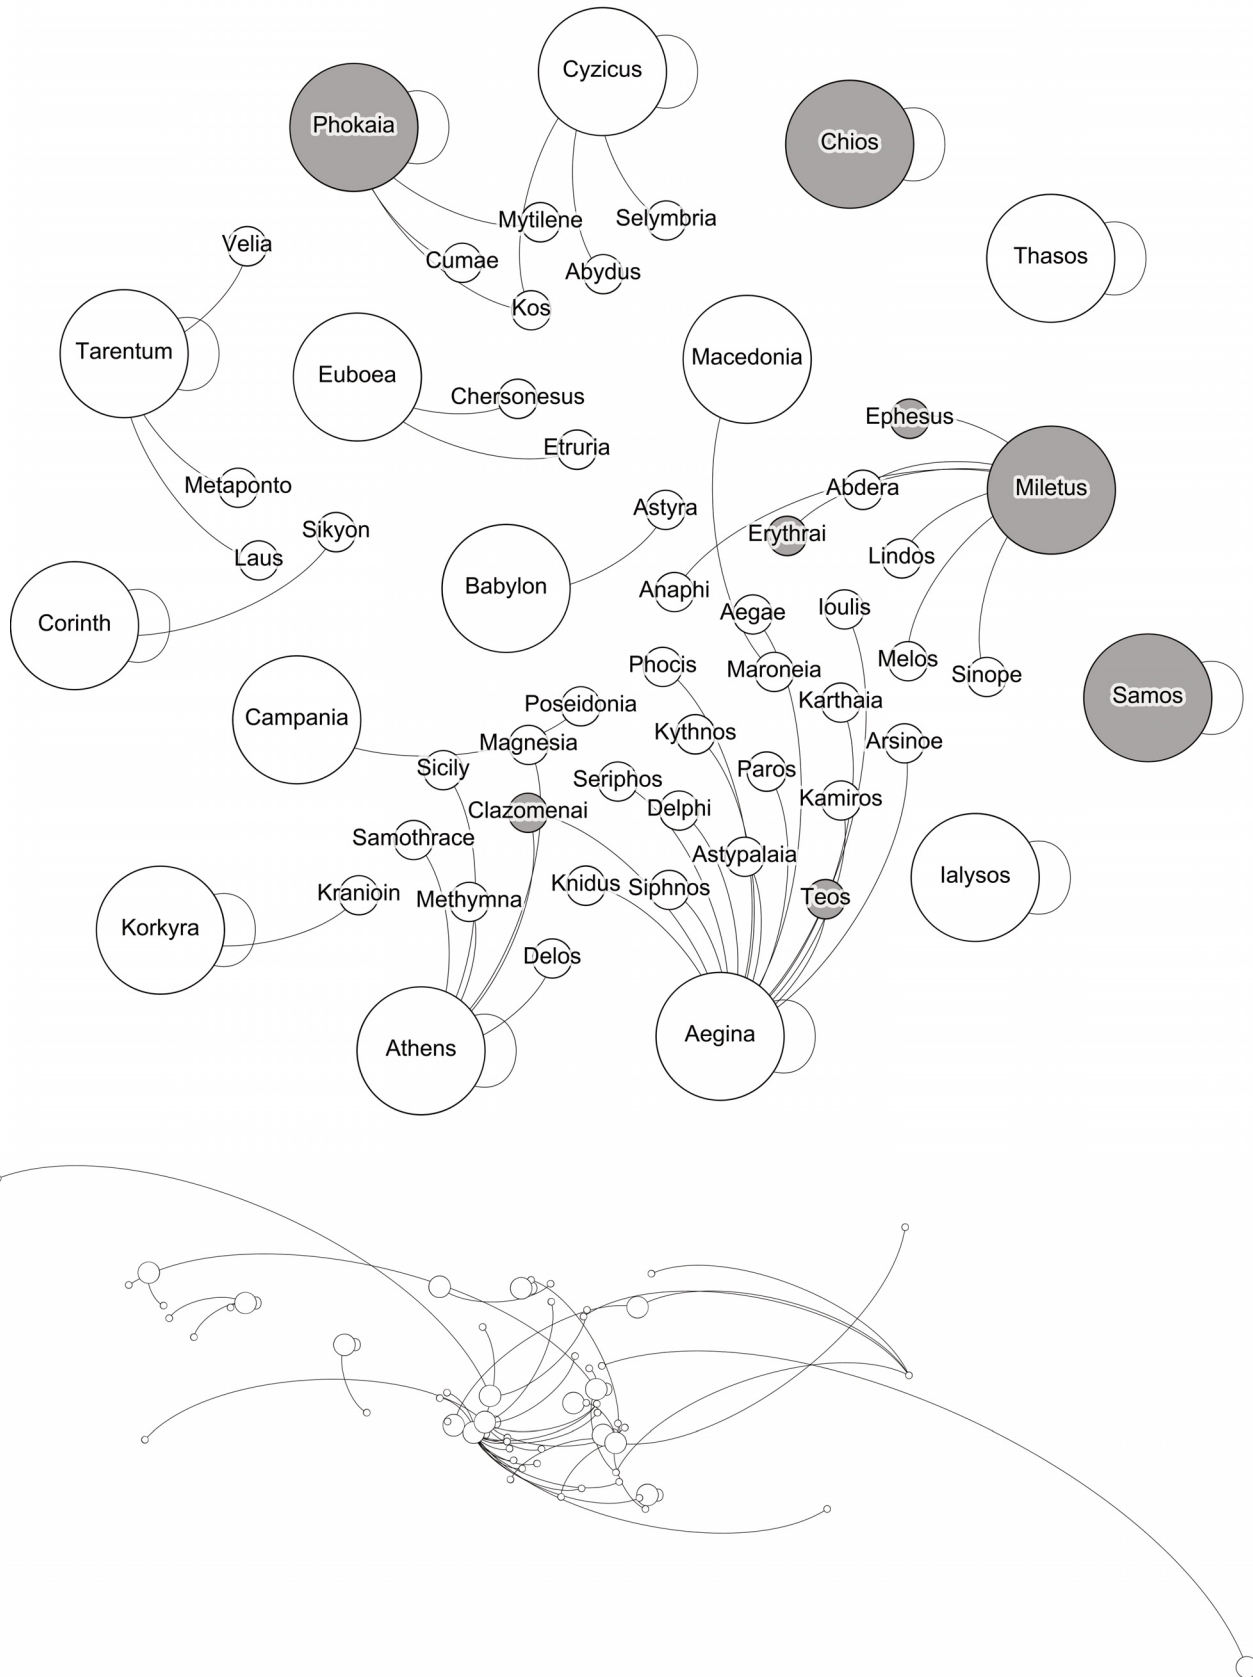 Cyzicus
Phokaia
Chios
Mytilene
Selymbria
Velia
Cumae
Abydus
Thasos
Kos
Tarentum
Macedonia
Euboea
Chersonesus
Ephesus
Etruria
Metaponto
Abdera
Miletus
Astyra
Sikyon
Erythrai
Laus
Lindos
Babylon
Anaphi
Aegae
Ioulis
Corinth
Phocis
Maroneia
Melos
Sinope
Samos
Poseidonia
Karthaia
Campania
Kythnos
Magnesia
Arsinoe
Sicily
Paros
Seriphos
Kamiros
Delphi
Clazomenai
Samothrace
Astypalaia
Ialysos
Knidus
Siphnos
Kranioin
Methymna
Teos
Korkyra
Delos
Aegina
Athens